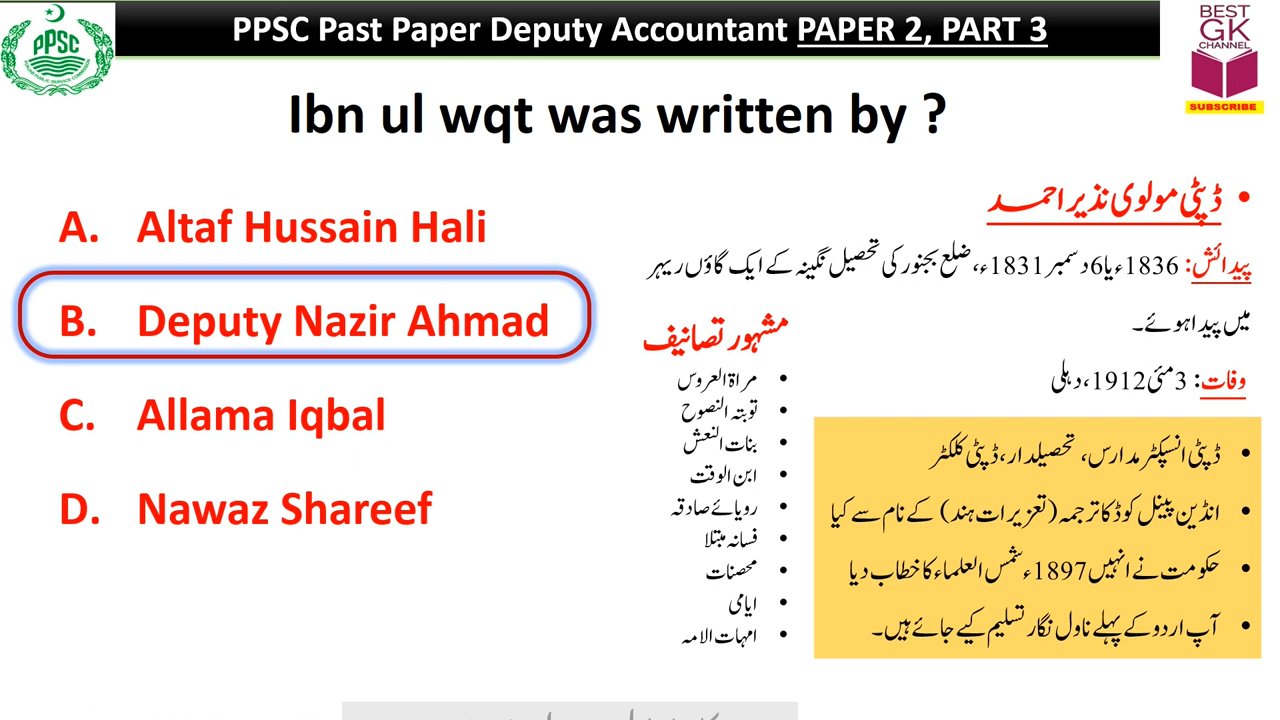 PPSC Past Paper Deputy Accountant PAPER 2, PART 3
PPSC
BEST
GK
CHANNEL
SUBSCRIBE
Ibn ul wqt was written by ?
A. Altaf Hussain Hali
B. Deputy Nazir Ahmad
C. Allama Iqbal
D. Nawaz Shareef
• ڈپٹی مولوی نذیر احمد
پیدائش: 1836ء یا 6 دسمبر 1831ء، ضلع بجنور کی تحصیل نگینہ کے ایک گاؤں ریہر
میں پیدا ہوئے۔
وفات: 3 مئی 1912، دہلی
مشہور تصانیف
• مراۃ العروس
• توبتہ النصوح
• بنات النعش
• ابن الوقت
• رویائے صادقہ
• فسانہ مبتلا
• محصنات
• ایامی
• امہات الامہ
• ڈپٹی انسپکٹر مدارس، تحصیلدار، ڈپٹی کلکٹر
• انڈین پینل کوڈ کا ترجمہ (تعزیرات ہند) کے نام سے کیا
• حکومت نے انہیں 1897ء شمس العلماء کا خطاب دیا
• آپ اردو کے پہلے ناول نگار تسلیم کیے جاتے ہیں۔